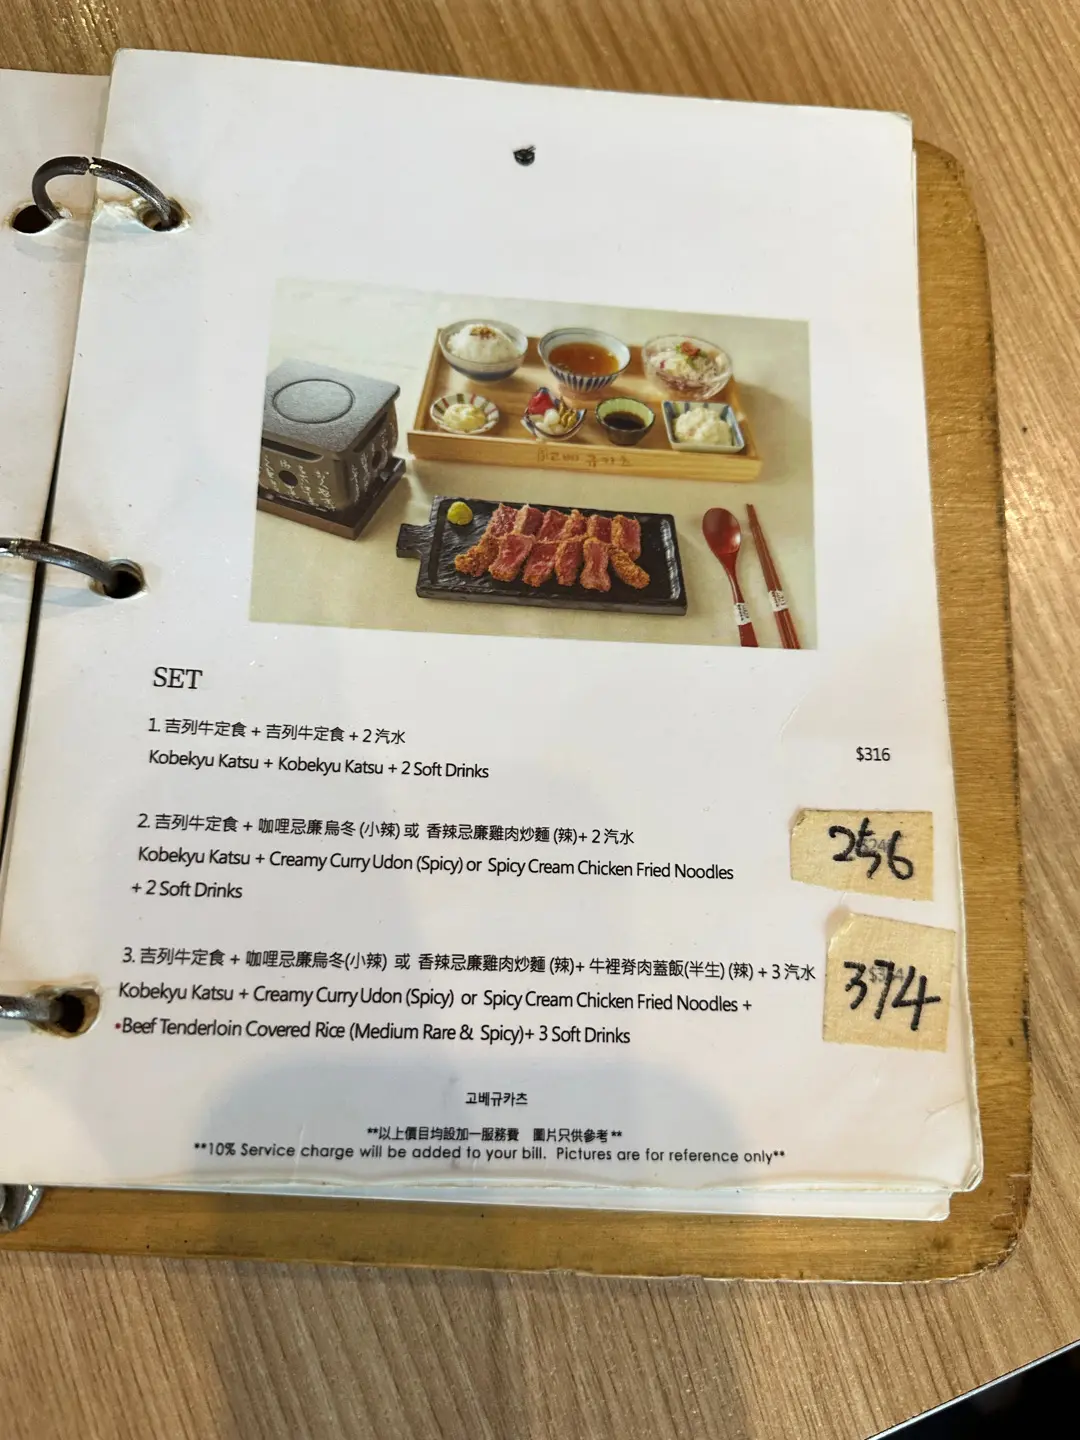 SET
1. 吉列牛定食 + 吉列牛定食 + 2 汽水
Kobekyu Katsu + Kobekyu Katsu + 2 Soft Drinks
$316
2. 吉列牛定食 + 咖哩忌廉烏冬 (小辣) 或 香辣忌廉雞肉炒麵 (辣)+ 2 汽水
Kobekyu Katsu + Creamy Curry Udon (Spicy) or Spicy Cream Chicken Fried Noodles
+ 2 Soft Drinks
256
3. 吉列牛定食 + 咖哩忌廉烏冬(小辣) 或 香辣忌廉雞肉炒麵 (辣)+ 牛裡脊肉蓋飯(半生) (辣) + 3 汽水
Kobekyu Katsu + Creamy Curry Udon (Spicy) or Spicy Cream Chicken Fried Noodles +
•Beef Tenderloin Covered Rice (Medium Rare & Spicy)+ 3 Soft Drinks
374
고베규카츠
**以上價目均設加一服務費 圖片只供參考**
**10% Service charge will be added to your bill. Pictures are for reference only**